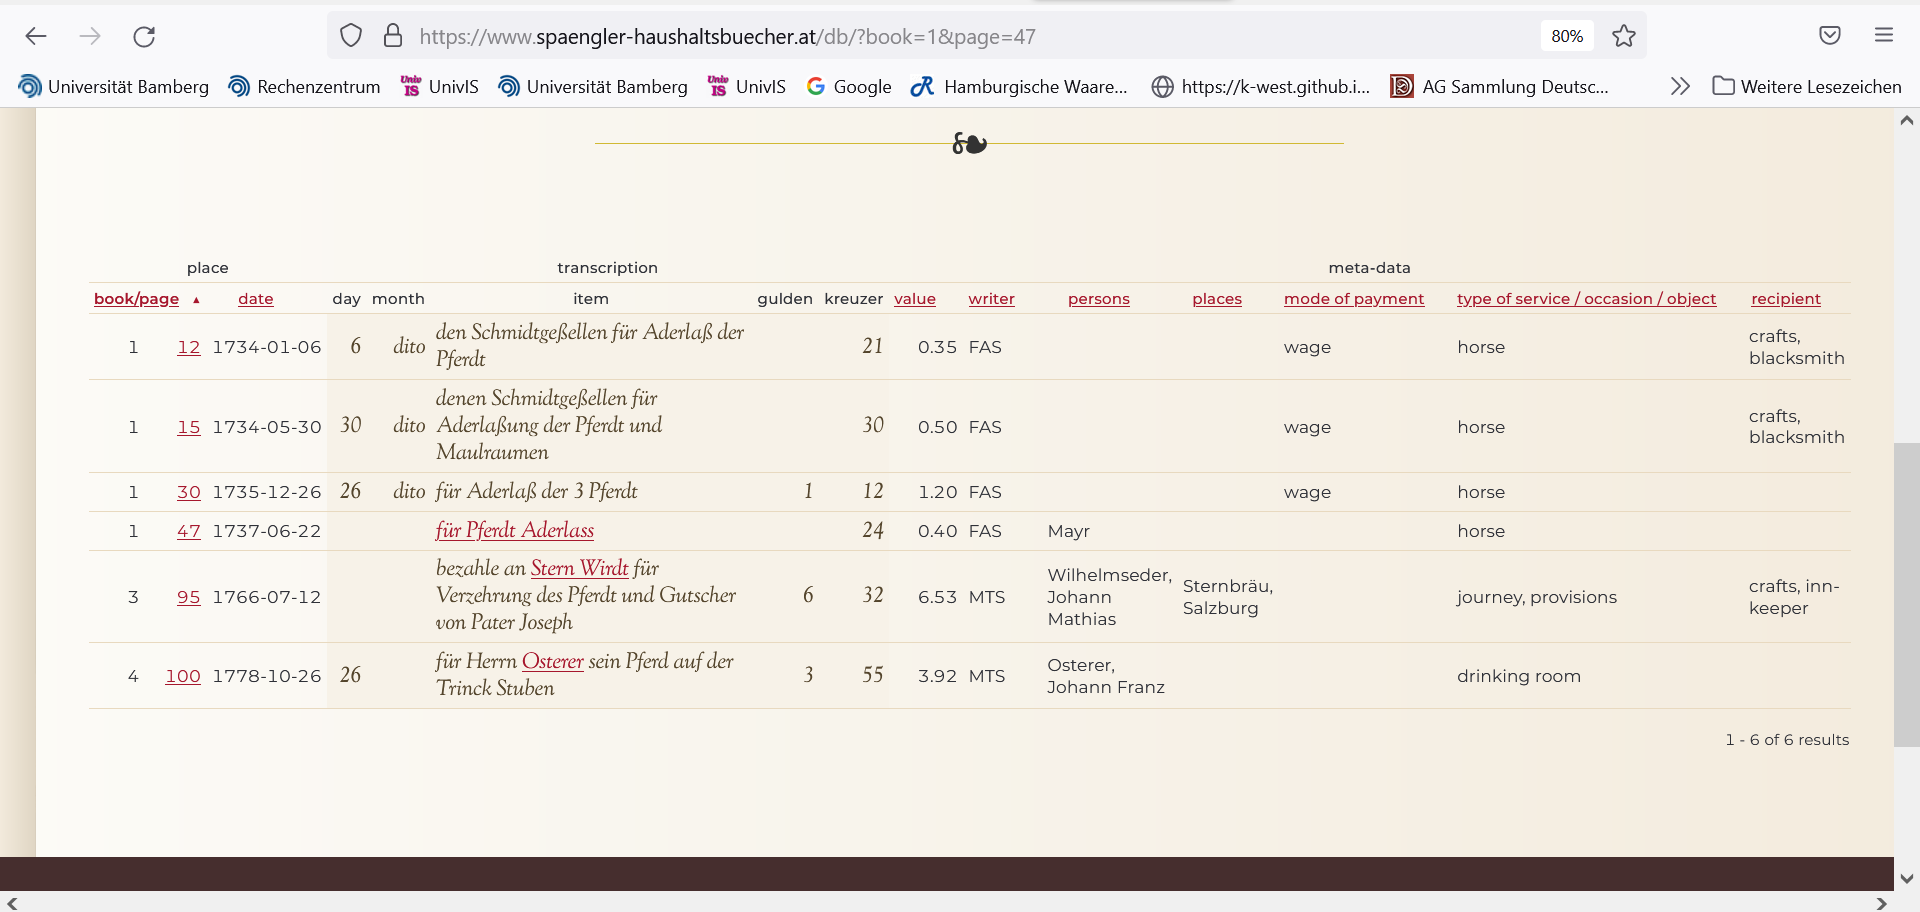 https://www.spaengler-haushaltsbuecher.at/db/?book=1&page=47 80%
Universität Bamberg Rechenzentrum UnivIS Universität Bamberg UnivIS Google Hamburgische Waare... https://k-west.github.i... AG Sammlung Deutsc... Weitere Lesezeichen
place transcription meta-data
book/page ▲ date day month item gulden kreuzer value writer persons places mode of payment type of service / occasion / object recipient
den Schmidtgeßellen für Aderlaß der
1 12 1734-01-06 6 dito Pferdt 21 0.35 FAS wage horse crafts,
blacksmith
denen Schmidtgeßellen für
1 15 1734-05-30 30 dito Aderlaßung der Pferdt und 30 0.50 FAS wage horse crafts,
Maulraumen blacksmith
1 30 1735-12-26 26 dito für Aderlaß der 3 Pferdt 1 12 1.20 FAS wage horse
1 47 1737-06-22 für Pferdt Aderlass 24 0.40 FAS Mayr horse
bezahle an Stern Wirdt für Wilhelmseder, Sternbräu, crafts, inn-
3 95 1766-07-12 Verzehrung des Pferdt und Gutscher 6 32 6.53 MTS Johann Salzburg journey, provisions keeper
von Pater Joseph Mathias
für Herrn Osterer sein Pferd auf der Osterer,
4 100 1778-10-26 26 Trinck Stuben 3 55 3.92 MTS Johann Franz drinking room
1 - 6 of 6 results